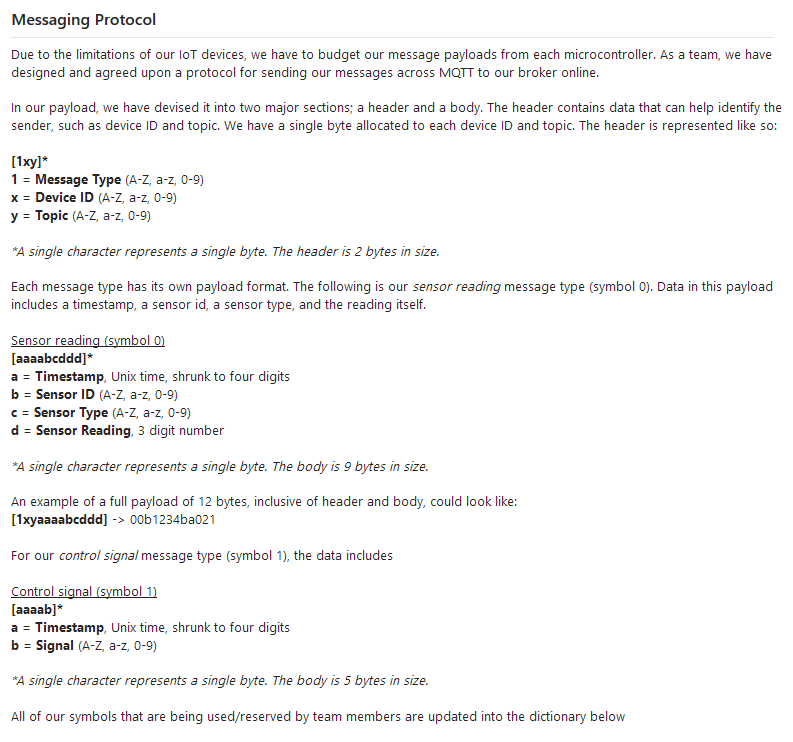 Messaging Protocol
Due to the limitations of our IoT devices, we have to budget our message payloads from each microcontroller. As a team, we have
designed and agreed upon a protocol for sending our messages across MQTT to our broker online.
In our payload, we have devised it into two major sections; a header and a body. The header contains data that can help identify the
sender, such as device ID and topic. We have a single byte allocated to each device ID and topic. The header is represented like so:
[1xy]*
1 = Message Type (A-Z, a-z, 0-9)
x = Device ID (A-Z, a-z, 0-9)
y = Topic (A-Z, a-z, 0-9)
*A single character represents a single byte. The header is 2 bytes in size.
Each message type has its own payload format. The following is our sensor reading message type (symbol 0). Data in this payload
includes a timestamp, a sensor id, a sensor type, and the reading itself.
Sensor reading (symbol 0)
[aaaabcddd]*
a = Timestamp, Unix time, shrunk to four digits
b = Sensor ID (A-Z, a-z, 0-9)
c = Sensor Type (A-Z, a-z, 0-9)
d = Sensor Reading, 3 digit number
*A single character represents a single byte. The body is 9 bytes in size.
An example of a full payload of 12 bytes, inclusive of header and body, could look like:
[1xyaaaabcddd] -> 00b1234ba021
For our control signal message type (symbol 1), the data includes
Control signal (symbol 1)
[aaaab]*
a = Timestamp, Unix time, shrunk to four digits
b = Signal (A-Z, a-z, 0-9)
*A single character represents a single byte. The body is 5 bytes in size.
All of our symbols that are being used/reserved by team members are updated into the dictionary below